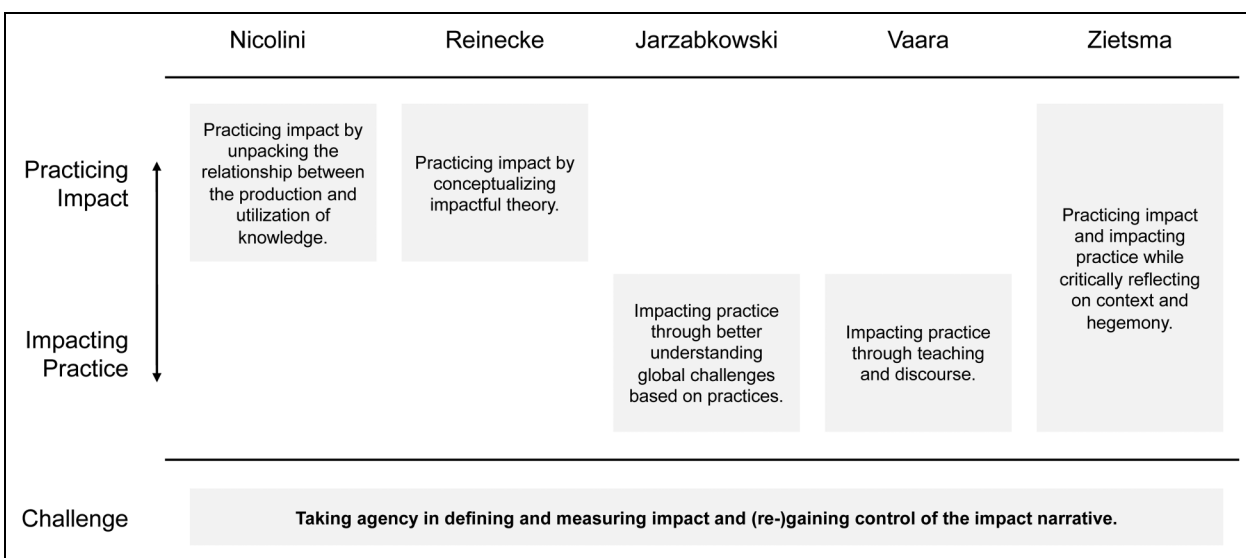 Nicolini Reinecke Jarzabkowski Vaara Zietsma
Practicing
Impact
Practicing impact by
unpacking the
relationship between
the production and
utilization of
knowledge.
Practicing impact by
conceptualizing
impactful theory.
Impacting
Practice
Impacting practice
through better
understanding
global challenges
based on practices.
Impacting practice
through teaching
and discourse.
Practicing impact
and impacting
practice while
critically reflecting
on context and
hegemony.
Challenge
Taking agency in defining and measuring impact and (re-)gaining control of the impact narrative.